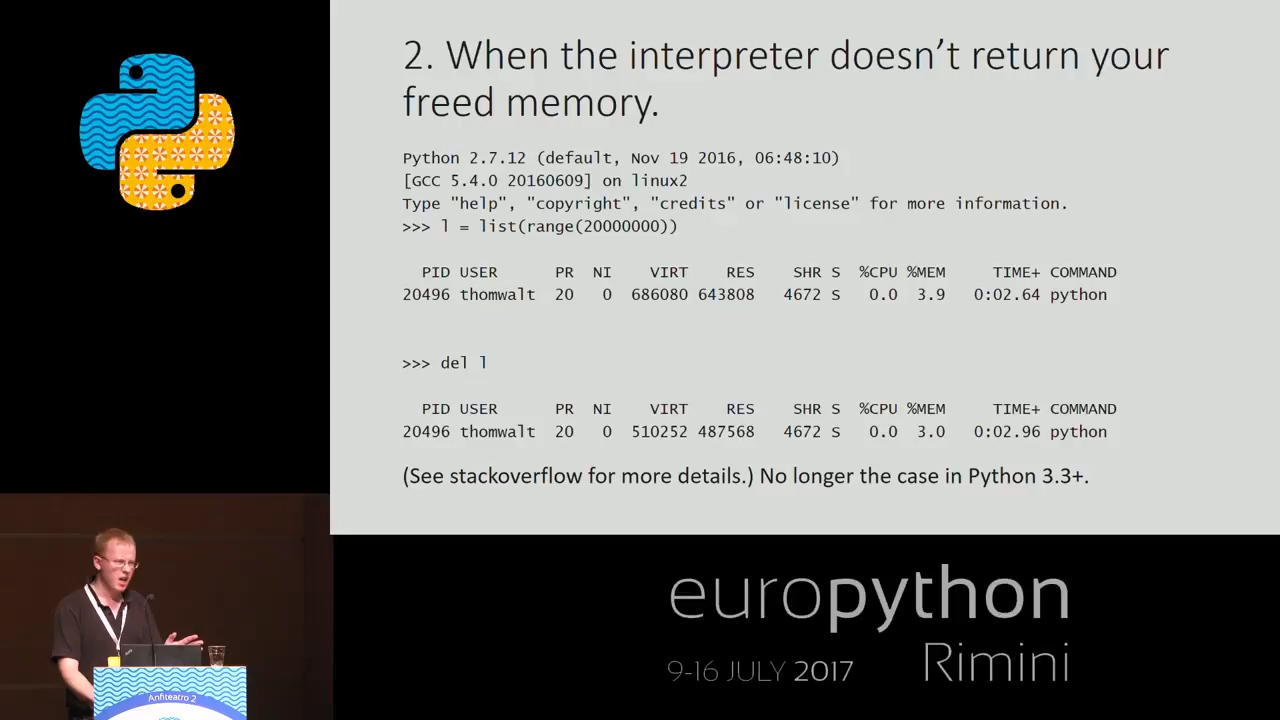 2. When the interpreter doesn’t return your
freed memory.
Python 2.7.12 (default, Nov 19 2016, 06:48:10)
[GCC 5.4.0 20160609] on linux2
Type "help", "copyright", "credits" or "license" for more information.
>>> l = list(range(20000000))
PID USER PR NI VIRT RES SHR S %CPU %MEM TIME+ COMMAND
20496 thomwalt 20 0 686080 643808 4672 S 0.0 3.9 0:02.64 python
>>> del l
PID USER PR NI VIRT RES SHR S %CPU %MEM TIME+ COMMAND
20496 thomwalt 20 0 510252 487568 4672 S 0.0 3.0 0:02.96 python
(See stackoverflow for more details.) No longer the case in Python 3.3+.
Anfiteatro 2
europython
Rimini
9-16 JULY 2017